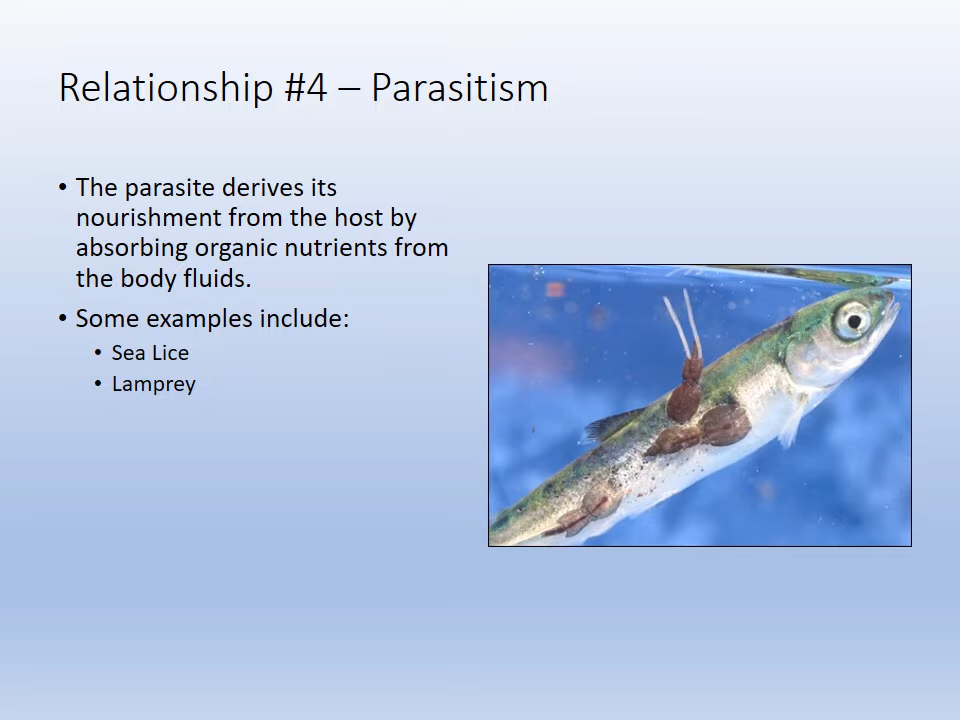 Relationship #4 – Parasitism
• The parasite derives its
nourishment from the host by
absorbing organic nutrients from
the body fluids.
• Some examples include:
• Sea Lice
• Lamprey